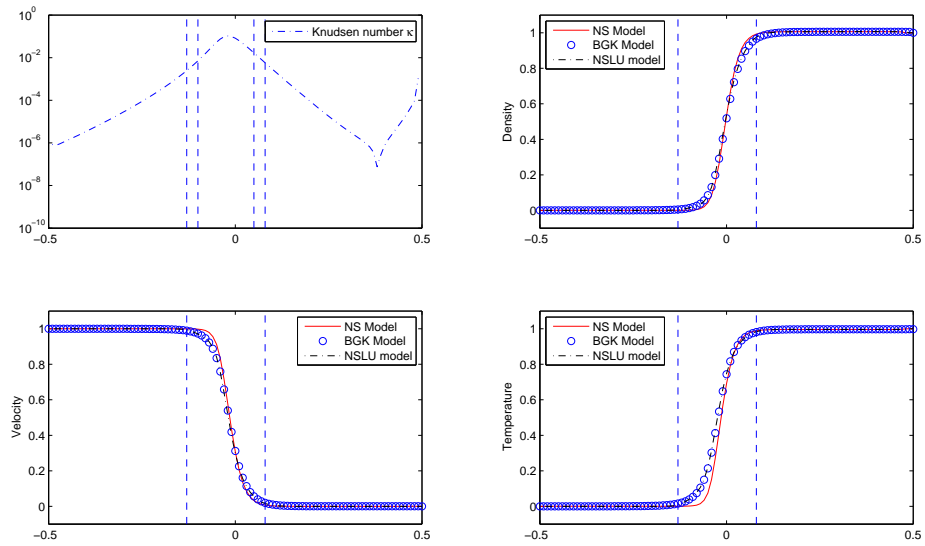 10^0
10^-2
10^-4
10^-6
10^-8
10^-10
−0.5 0 0.5
Knudsen number κ
1
0.8
0.6
0.4
0.2
0
−0.5 0 0.5
Density
NS Model
BGK Model
NSLU model
1
0.8
0.6
0.4
0.2
0
−0.5 0 0.5
Velocity
NS Model
BGK Model
NSLU model
1
0.8
0.6
0.4
0.2
0
−0.5 0 0.5
Temperature
NS Model
BGK Model
NSLU model